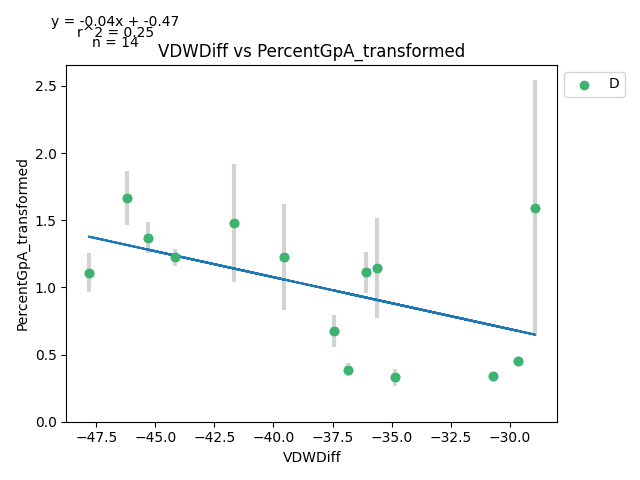 y = -0.04x + -0.47
r^2 = 0.25
n = 14
VDWDiff vs PercentGpA_transformed
D
PercentGpA_transformed
2.5
2.0
1.5
1.0
0.5
0.0
−47.5 −45.0 −42.5 −40.0 −37.5 −35.0 −32.5 −30.0
VDWDiff